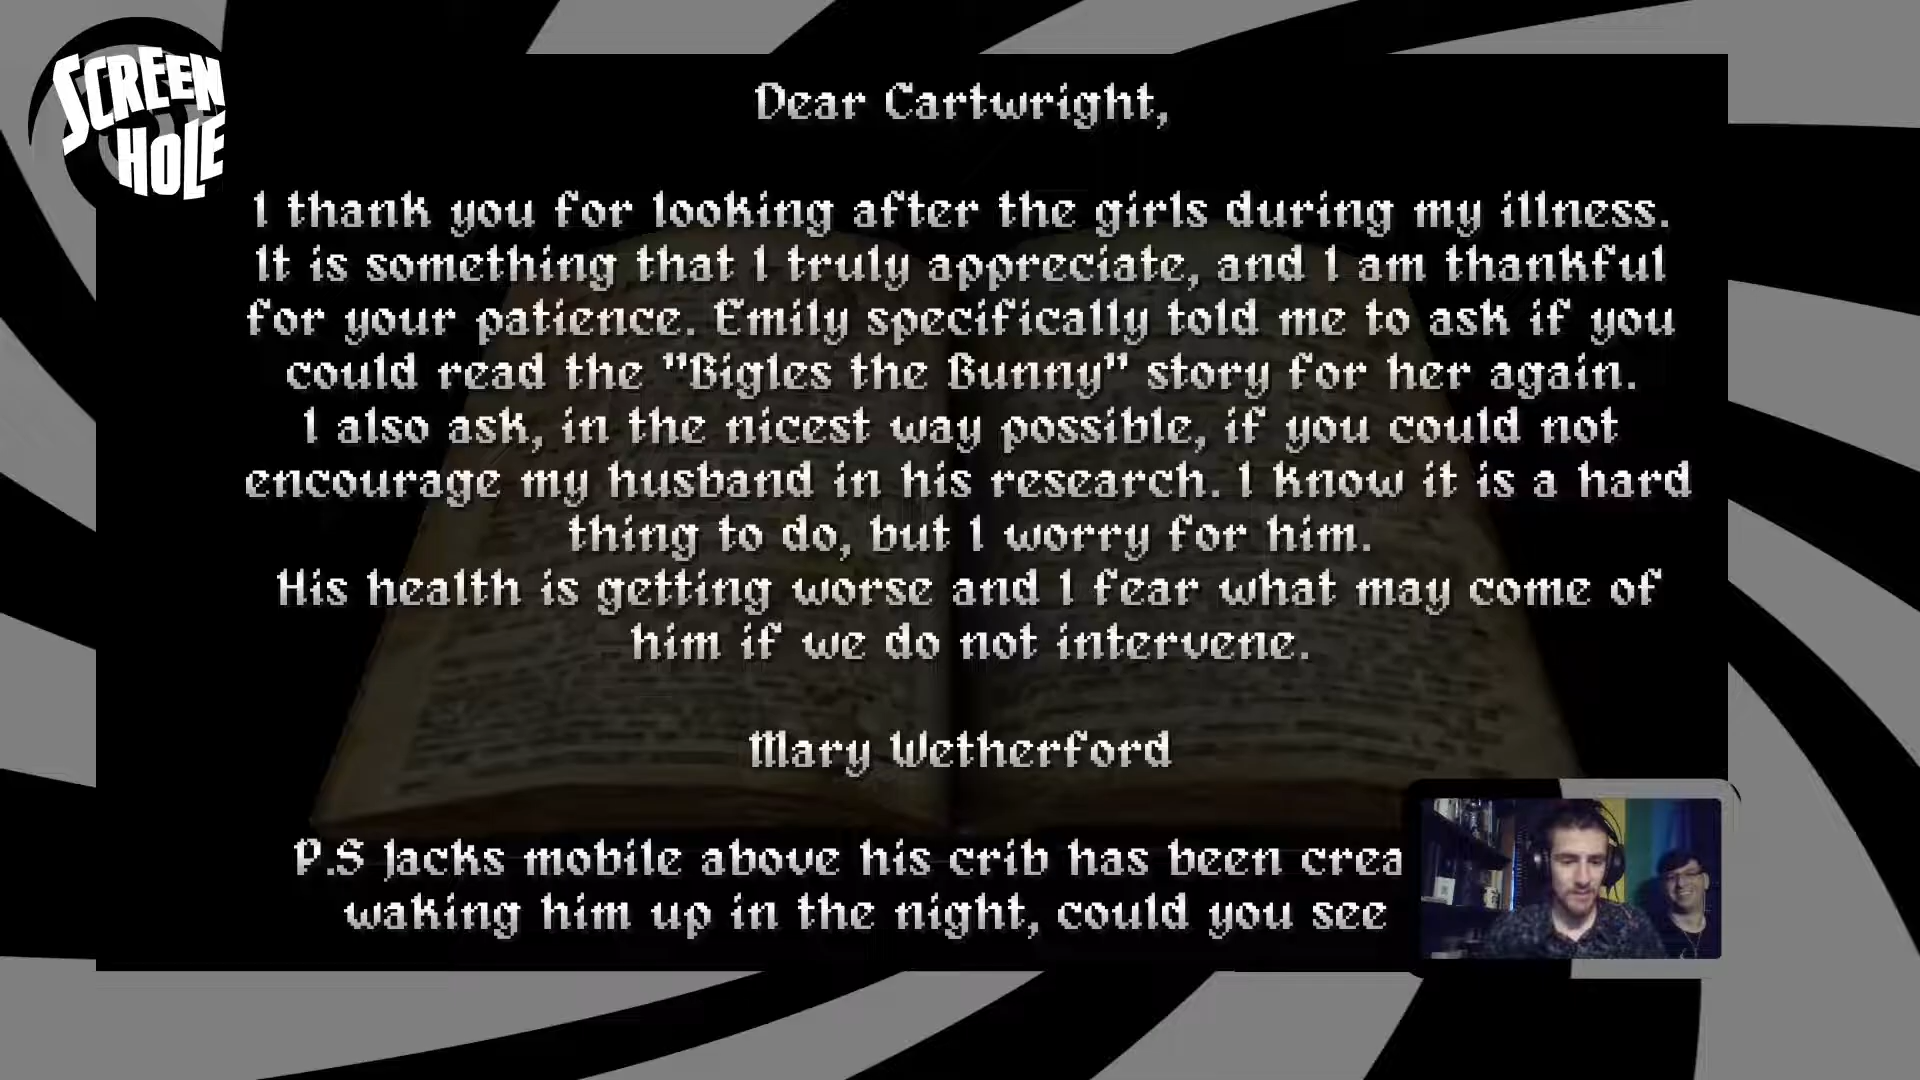 SCREEN
HOLE
Dear Cartwright,
I thank you for looking after the girls during my illness.
It is something that I truly appreciate, and I am thankful
for your patience. Emily specifically told me to ask if you
could read the "Bigles the Bunny" story for her again.
I also ask, in the nicest way possible, if you could not
encourage my husband in his research. I know it is a hard
thing to do, but I worry for him.
His health is getting worse and I fear what may come of
him if we do not intervene.
Mary Wetherford
P.S Jacks mobile above his crib has been crea
waking him up in the night, could you see